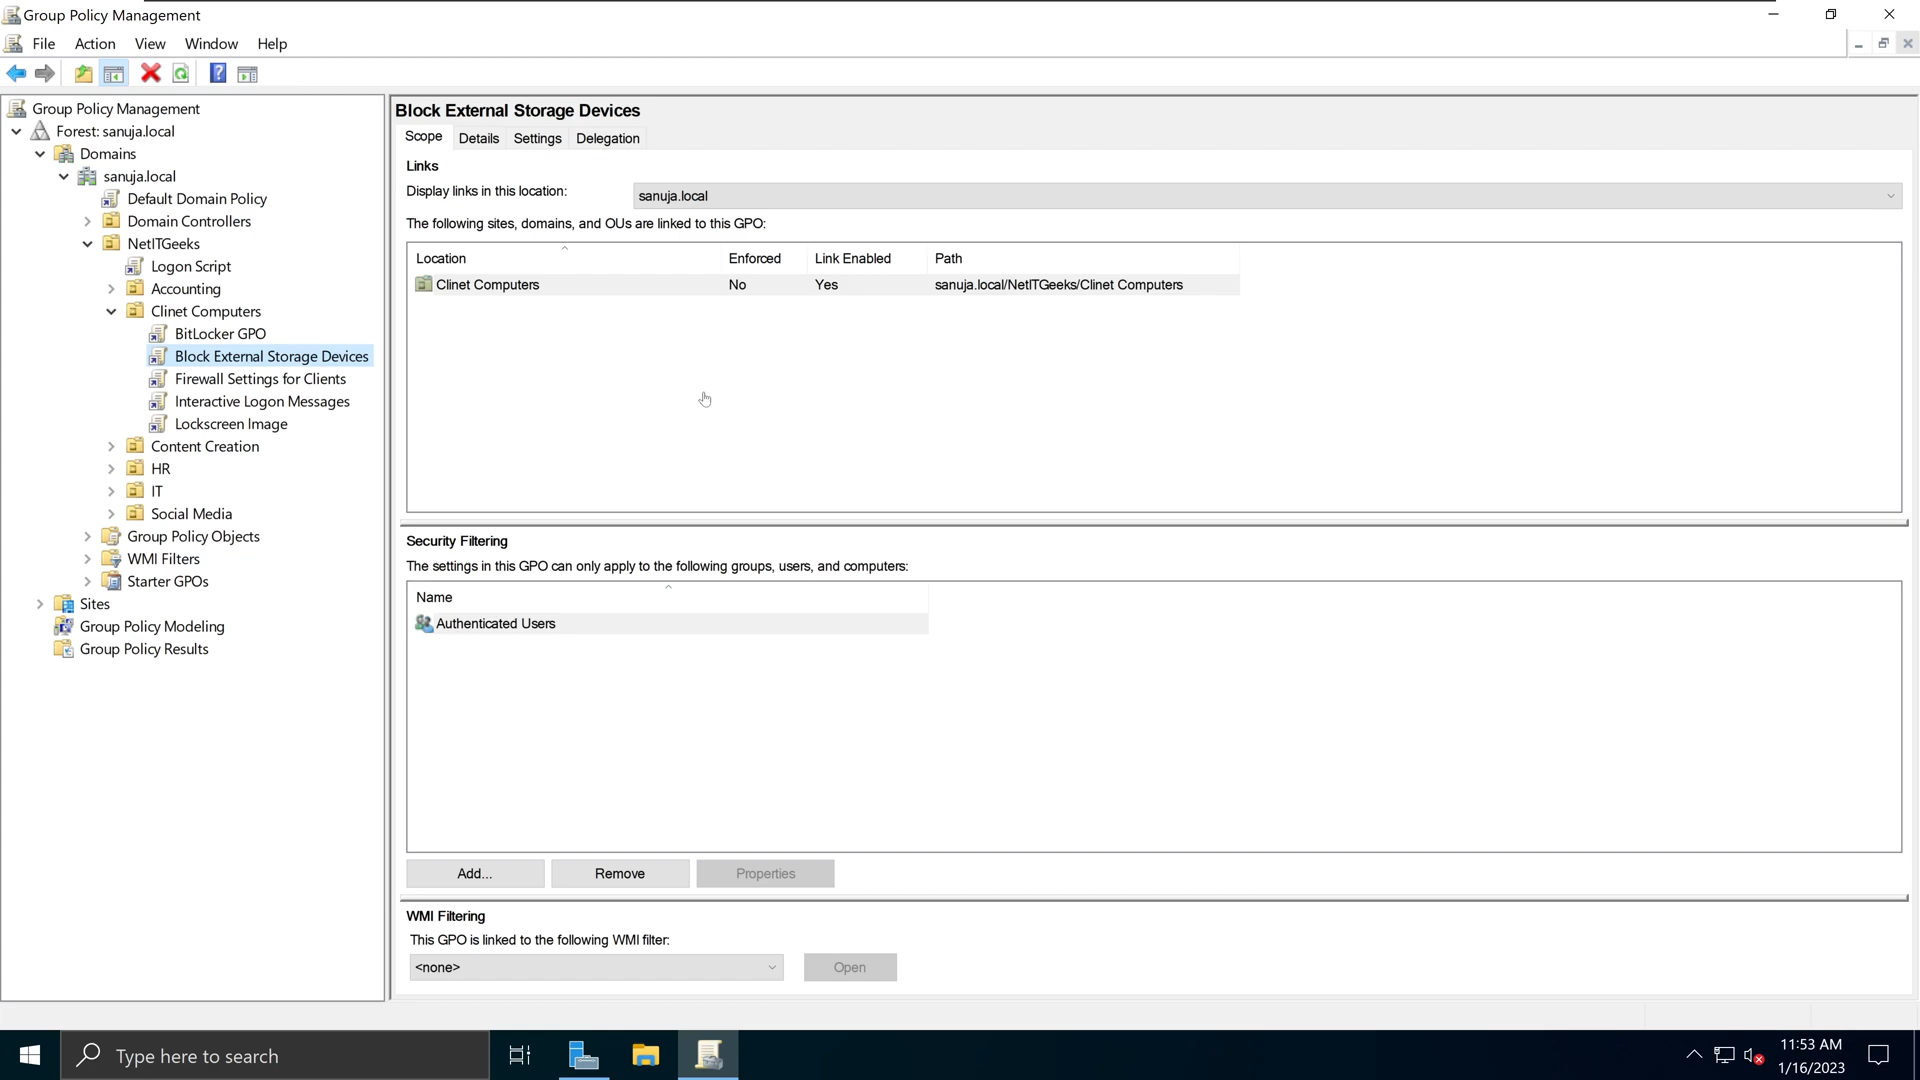 Group Policy Management
File Action View Window Help
Group Policy Management
Forest: sanuja.local
Domains
sanuja.local
Default Domain Policy
Domain Controllers
NetITGeeks
Logon Script
Accounting
Clinet Computers
BitLocker GPO
Block External Storage Devices
Firewall Settings for Clients
Interactive Logon Messages
Lockscreen Image
Content Creation
HR
IT
Social Media
Group Policy Objects
WMI Filters
Starter GPOs
Sites
Group Policy Modeling
Group Policy Results
Block External Storage Devices
Scope Details Settings Delegation
Links
Display links in this location: sanuja.local
The following sites, domains, and OUs are linked to this GPO:
Location Enforced Link Enabled Path
Clinet Computers No Yes sanuja.local/NetITGeeks/Clinet Computers
Security Filtering
The settings in this GPO can only apply to the following groups, users, and computers:
Name
Authenticated Users
Add... Remove Properties
WMI Filtering
This GPO is linked to the following WMI filter:
<none> Open
Type here to search
11:53 AM
1/16/2023